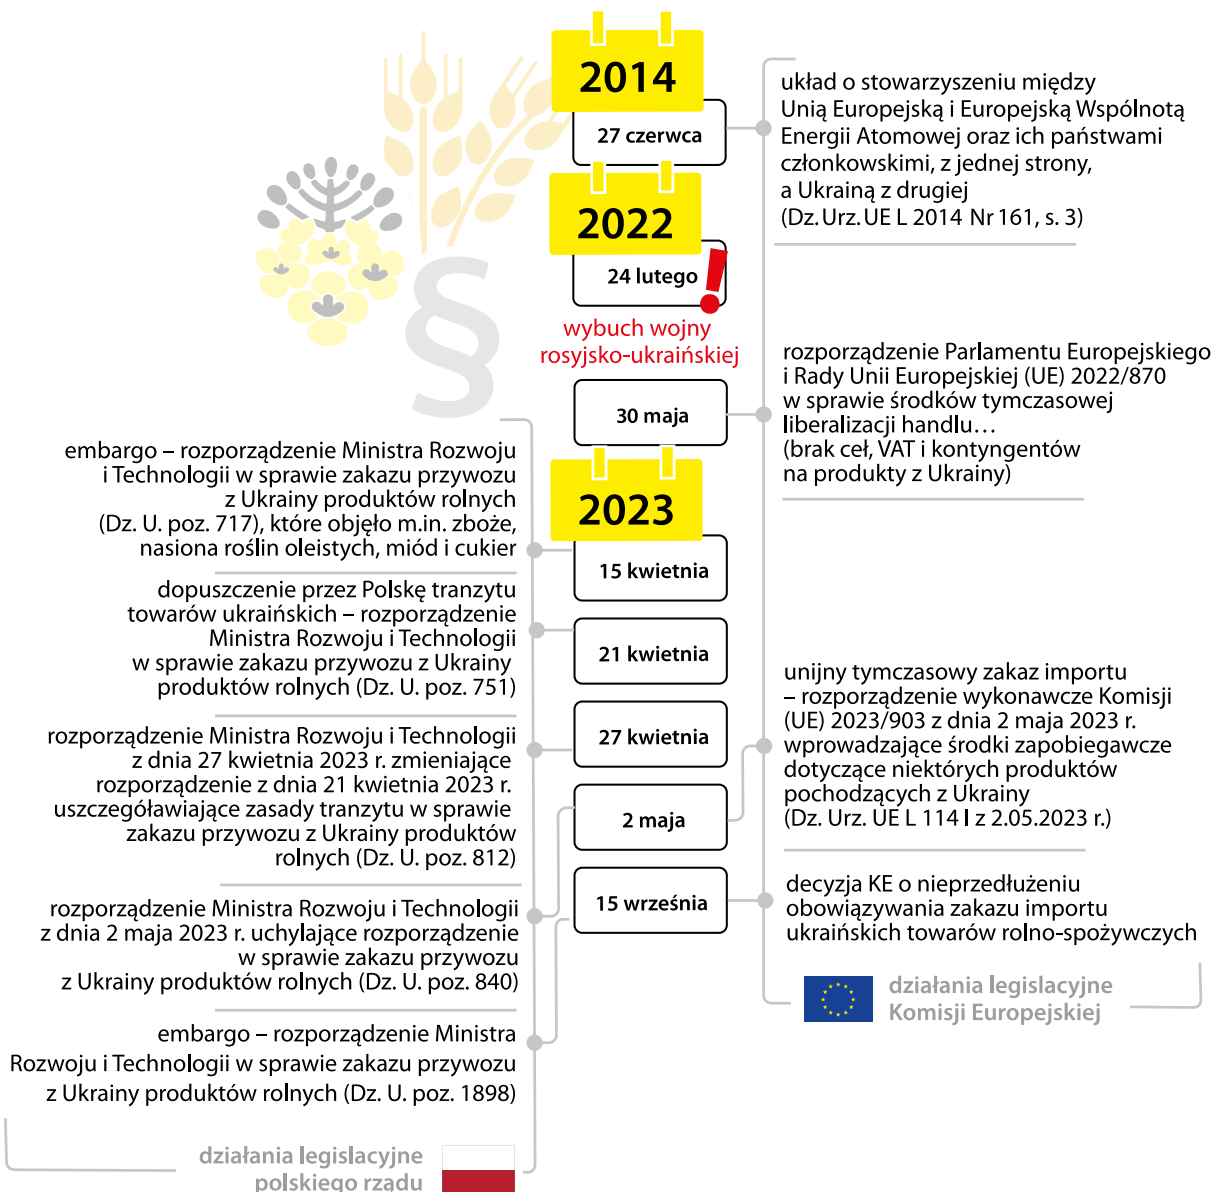 2014
27 czerwca
układ o stowarzyszeniu między
Unią Europejską i Europejską Wspólnotą
Energii Atomowej oraz ich państwami
członkowskimi, z jednej strony,
a Ukrainą z drugiej
(Dz.Urz.UE L 2014 Nr 161, s. 3)
2022
24 lutego
!
wybuch wojny
rosyjsko-ukraińskiej
§
30 maja
rozporządzenie Parlamentu Europejskiego
i Rady Unii Europejskiej (UE) 2022/870
w sprawie środków tymczasowej
liberalizacji handlu…
(brak ceł, VAT i kontyngentów
na produkty z Ukrainy)
2023
15 kwietnia
embargo – rozporządzenie Ministra Rozwoju
i Technologii w sprawie zakazu przywozu
z Ukrainy produktów rolnych
(Dz. U. poz. 717), które objęło m.in. zboże,
nasiona roślin oleistych, miód i cukier
21 kwietnia
dopuszczenie przez Polskę tranzytu
towarów ukraińskich – rozporządzenie
Ministra Rozwoju i Technologii
w sprawie zakazu przywozu z Ukrainy
produktów rolnych (Dz. U. poz. 751)
27 kwietnia
rozporządzenie Ministra Rozwoju i Technologii
z dnia 27 kwietnia 2023 r. zmieniające
rozporządzenie z dnia 21 kwietnia 2023 r.
uszczegóławiające zasady tranzytu w sprawie
zakazu przywozu z Ukrainy produktów
rolnych (Dz. U. poz. 812)
2 maja
unijny tymczasowy zakaz importu
– rozporządzenie wykonawcze Komisji
(UE) 2023/903 z dnia 2 maja 2023 r.
wprowadzające środki zapobiegawcze
dotyczące niektórych produktów
pochodzących z Ukrainy
(Dz. Urz. UE L 114 I z 2.05.2023 r.)
rozporządzenie Ministra Rozwoju i Technologii
z dnia 2 maja 2023 r. uchylające rozporządzenie
w sprawie zakazu przywozu
z Ukrainy produktów rolnych (Dz. U. poz. 840)
15 września
decyzja KE o nieprzedłużeniu
obowiązywania zakazu importu
ukraińskich towarów rolno-spożywczych
embargo – rozporządzenie Ministra
Rozwoju i Technologii w sprawie zakazu przywozu
z Ukrainy produktów rolnych (Dz. U. poz. 1898)
działania legislacyjne
Komisji Europejskiej
działania legislacyjne
polskiego rządu